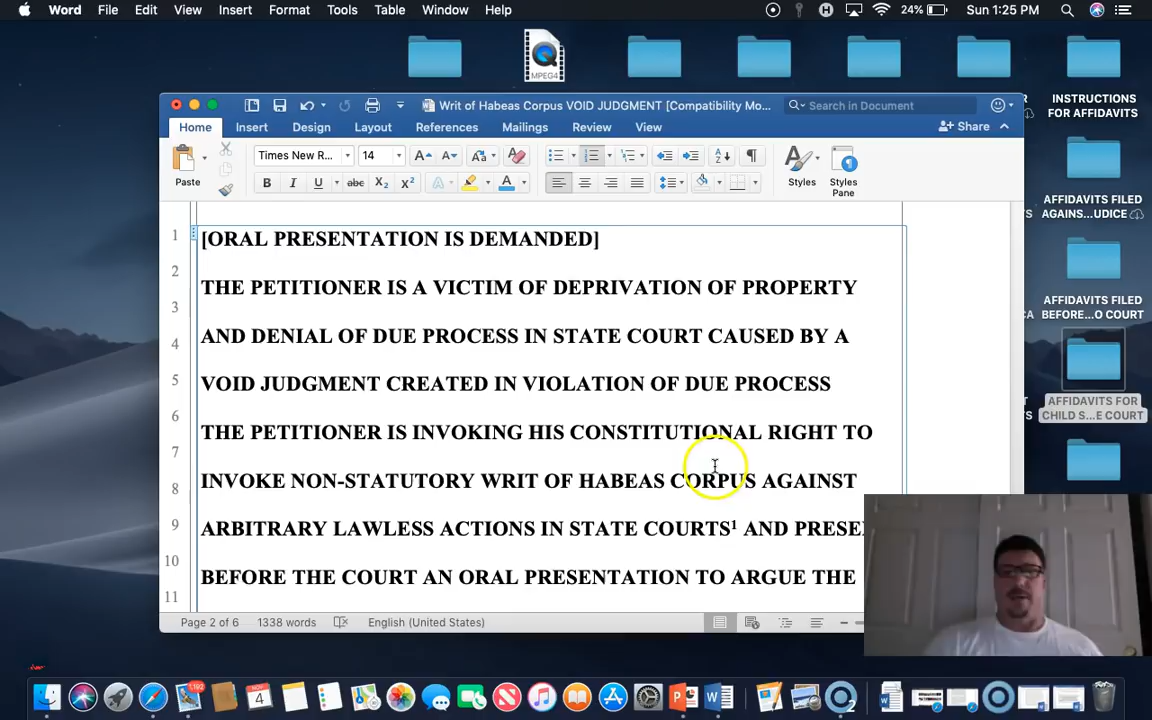 Word File Edit View Insert Format Tools Table Window Help 24% Sun 1:25 PM
MPEG4
INSTRUCTIONS
FOR AFFIDAVITS
Writ of Habeas Corpus VOID JUDGMENT [Compatibility Mo... Search in Document
Home Insert Design Layout References Mailings Review View Share
Paste Times New R... 14 Styles Styles
Pane
AFFIDAVITS FILED
AGAINS...UDICE
AFFIDAVITS FILED
BEFORE...O COURT
AFFIDAVITS FOR
CHILD S...E COURT
1 [ORAL PRESENTATION IS DEMANDED]
2
THE PETITIONER IS A VICTIM OF DEPRIVATION OF PROPERTY
3
AND DENIAL OF DUE PROCESS IN STATE COURT CAUSED BY A
4
5 VOID JUDGMENT CREATED IN VIOLATION OF DUE PROCESS
6
THE PETITIONER IS INVOKING HIS CONSTITUTIONAL RIGHT TO
7
INVOKE NON-STATUTORY WRIT OF HABEAS CORPUS AGAINST
8
9 ARBITRARY LAWLESS ACTIONS IN STATE COURTS¹ AND
10
BEFORE THE COURT AN ORAL PRESENTATION TO ARGUE THE
11
Page 2 of 6 1338 words English (United States)
NOV
4